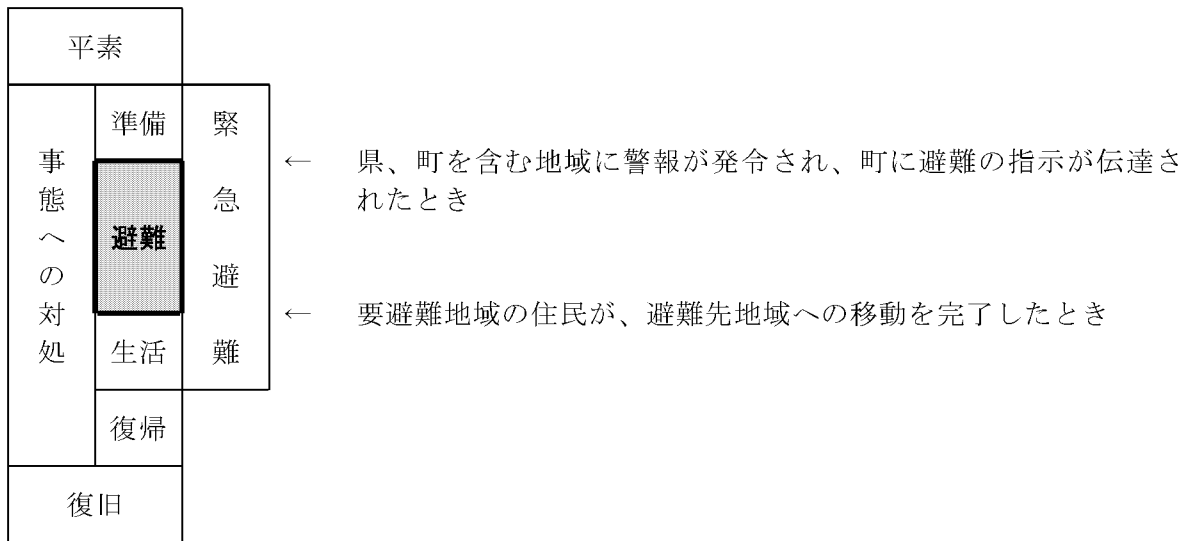 平素
事態への対処
準備
避難
生活
復帰
緊急避難
復旧
← 県、町を含む地域に警報が発令され、町に避難の指示が伝達さ
れたとき
← 要避難地域の住民が、避難先地域への移動を完了したとき